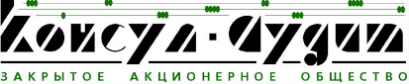 Консул·Аудит
ЗАКРЫТОЕ АКЦИОНЕРНОЕ ОБЩЕСТВО